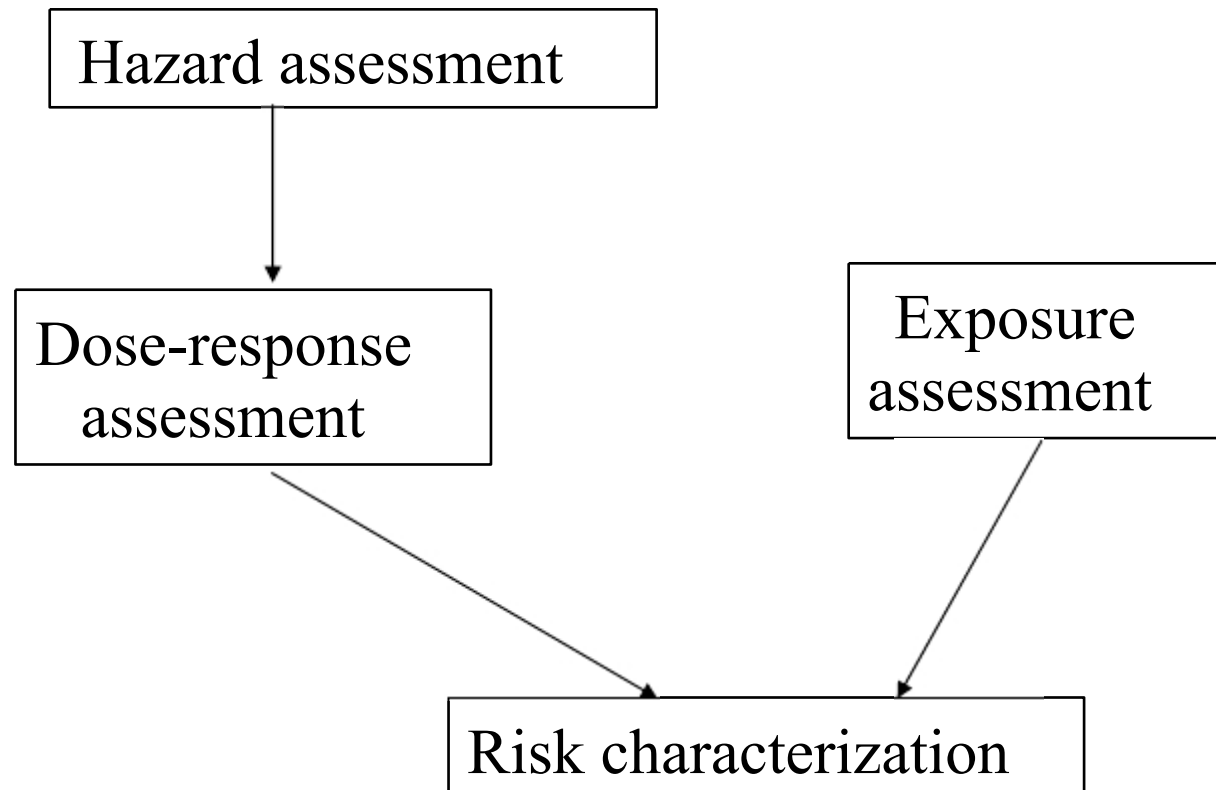 Hazard assessment
Dose-response
assessment
Exposure
assessment
Risk characterization